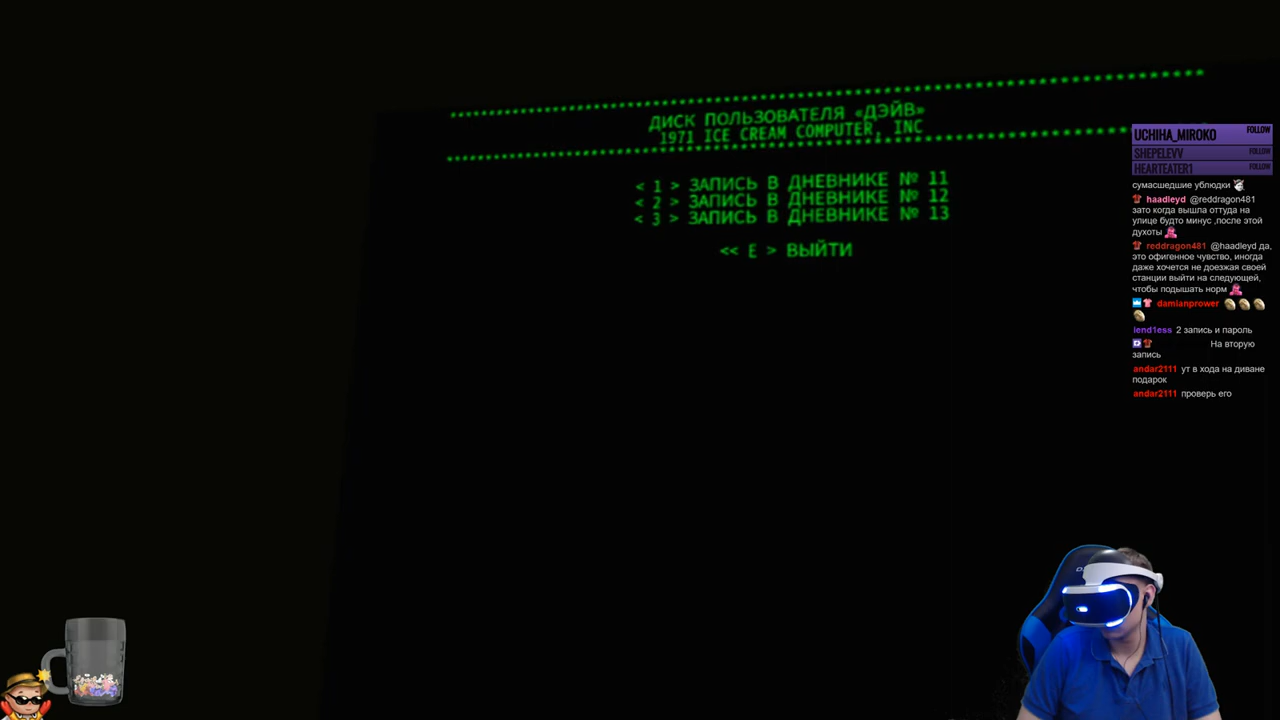 ДИСК ПОЛЬЗОВАТЕЛЯ «ДЭЙВ»
1971 ICE CREAM COMPUTER, INC
< 1 > ЗАПИСЬ В ДНЕВНИКЕ № 11
< 2 > ЗАПИСЬ В ДНЕВНИКЕ № 12
< 3 > ЗАПИСЬ В ДНЕВНИКЕ № 13
<< E > ВЫЙТИ
UCHIHA_MIROKO FOLLOW
SHEPELEVV FOLLOW
HEARTEATER1 FOLLOW
сумасшедшие ублюдки
haadleyd @reddragon481
зато когда вышла оттуда на
улице будто минус ,после этой
духоты
reddragon481 @haadleyd да,
это офигенное чувство, иногда
даже хочется не доезжая своей
станции выйти на следующей,
чтобы подышать норм
damianprower
lend1ess 2 запись и пароль
На вторую
запись
andar2111 ут в хода на диване
подарок
andar2111 проверь его